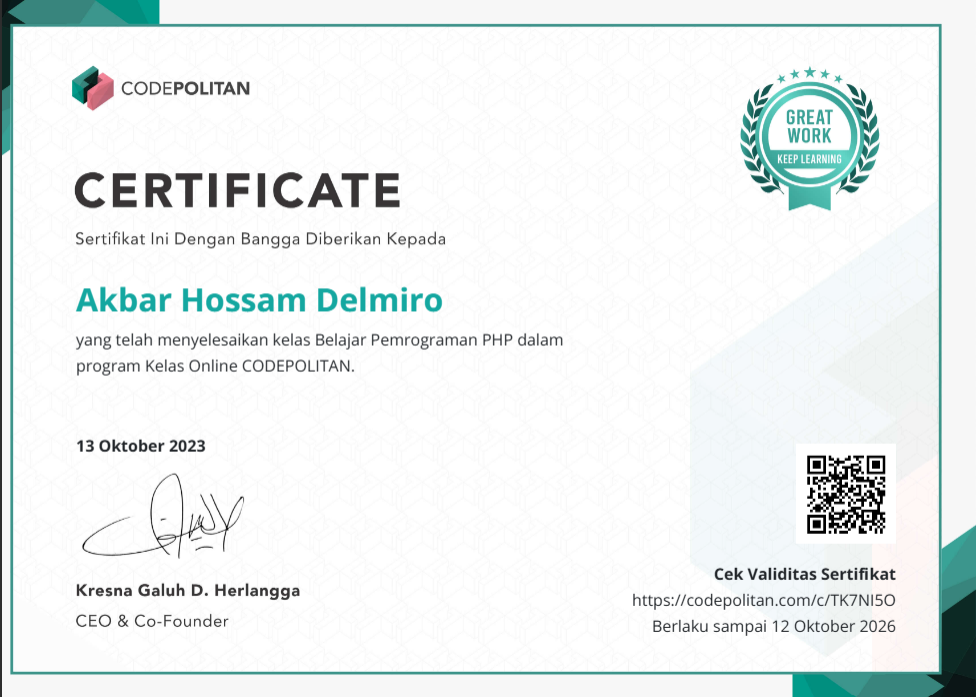 CODEPOLITAN
GREAT
WORK
KEEP LEARNING
CERTIFICATE
Sertifikat Ini Dengan Bangga Diberikan Kepada
Akbar Hossam Delmiro
yang telah menyelesaikan kelas Belajar Pemrograman PHP dalam
program Kelas Online CODEPOLITAN.
13 Oktober 2023
Kresna Galuh D. Herlangga
CEO & Co-Founder
Cek Validitas Sertifikat
https://codepolitan.com/c/TK7NI5O
Berlaku sampai 12 Oktober 2026